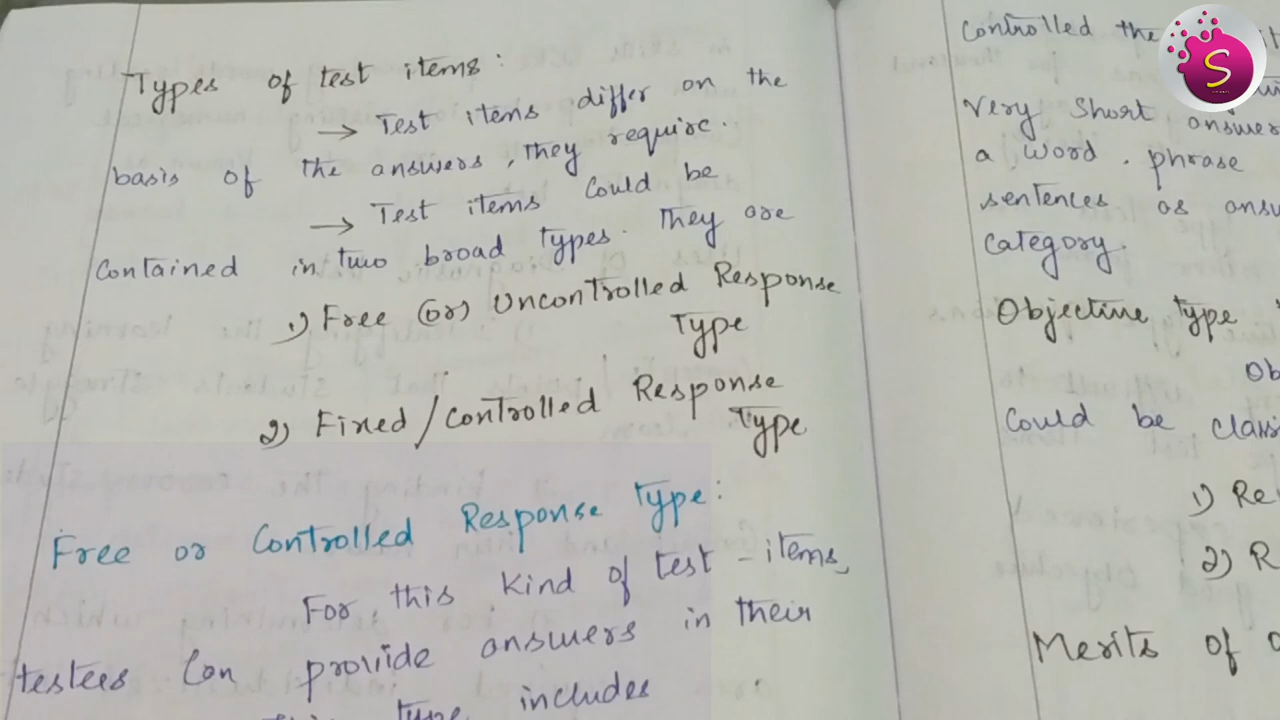 Types of test items:
→ Test items differ on the
basis of the answers, they require.
→ Test items could be
contained in two broad types. They are
1) Free (or) Uncontrolled Response
Type
2) Fixed / Controlled Response
Type
Free or Controlled Response Type:
For this kind of test-items,
testees can provide answers in their
type includes
controlled the
very short answer
a word, phrase
sentences as
category.
Objective type
Could be
1)
2)
Merits of
S